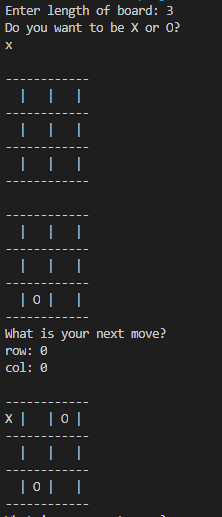 Enter length of board: 3
Do you want to be X or O?
x
------------
  |   |   |
------------
  |   |   |
------------
  |   |   |
------------
------------
  |   |   |
------------
  |   |   |
------------
  | O |   |
------------
What is your next move?
row: 0
col: 0
------------
X |   | O |
------------
  |   |   |
------------
  | O |   |
------------